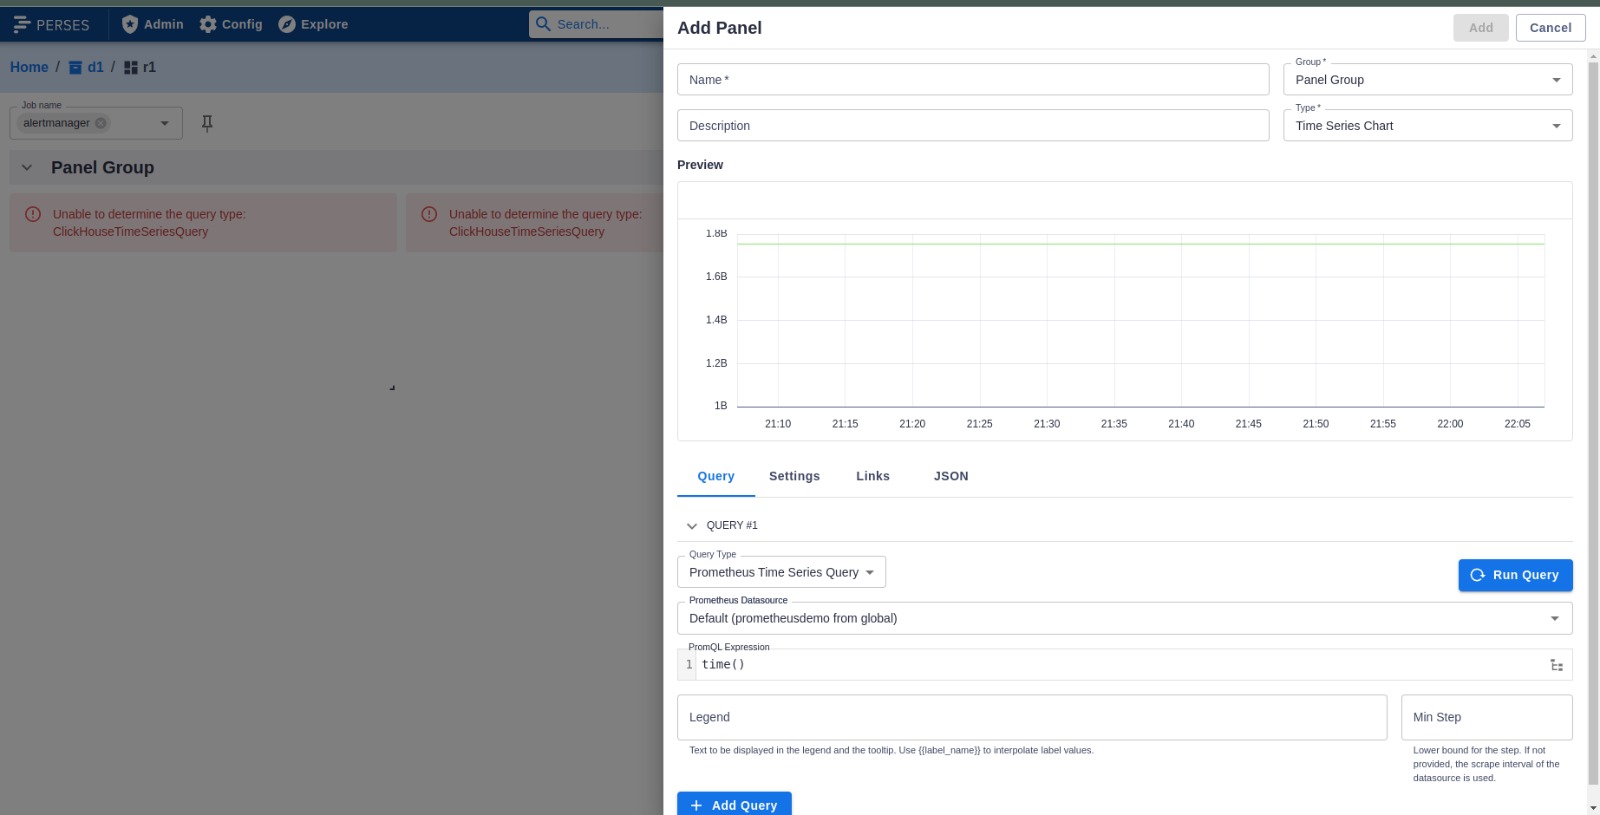 PERSES
Admin
Config
Explore
Search...
Home / d1 / r1
Job name
alertmanager
Panel Group
Unable to determine the query type:
ClickHouseTimeSeriesQuery
Unable to determine the query type:
ClickHouseTimeSeriesQuery
Add Panel
Add
Cancel
Name *
Group *
Panel Group
Description
Type *
Time Series Chart
Preview
1.8B
1.6B
1.4B
1.2B
1B
21:10 21:15 21:20 21:25 21:30 21:35 21:40 21:45 21:50 21:55 22:00 22:05
Query
Settings
Links
JSON
QUERY #1
Query Type
Prometheus Time Series Query
Run Query
Prometheus Datasource
Default (prometheusdemo from global)
PromQL Expression
1 time()
Legend
Text to be displayed in the legend and the tooltip. Use {{label_name}} to interpolate label values.
Min Step
Lower bound for the step. If not
provided, the scrape interval of the
datasource is used.
+ Add Query